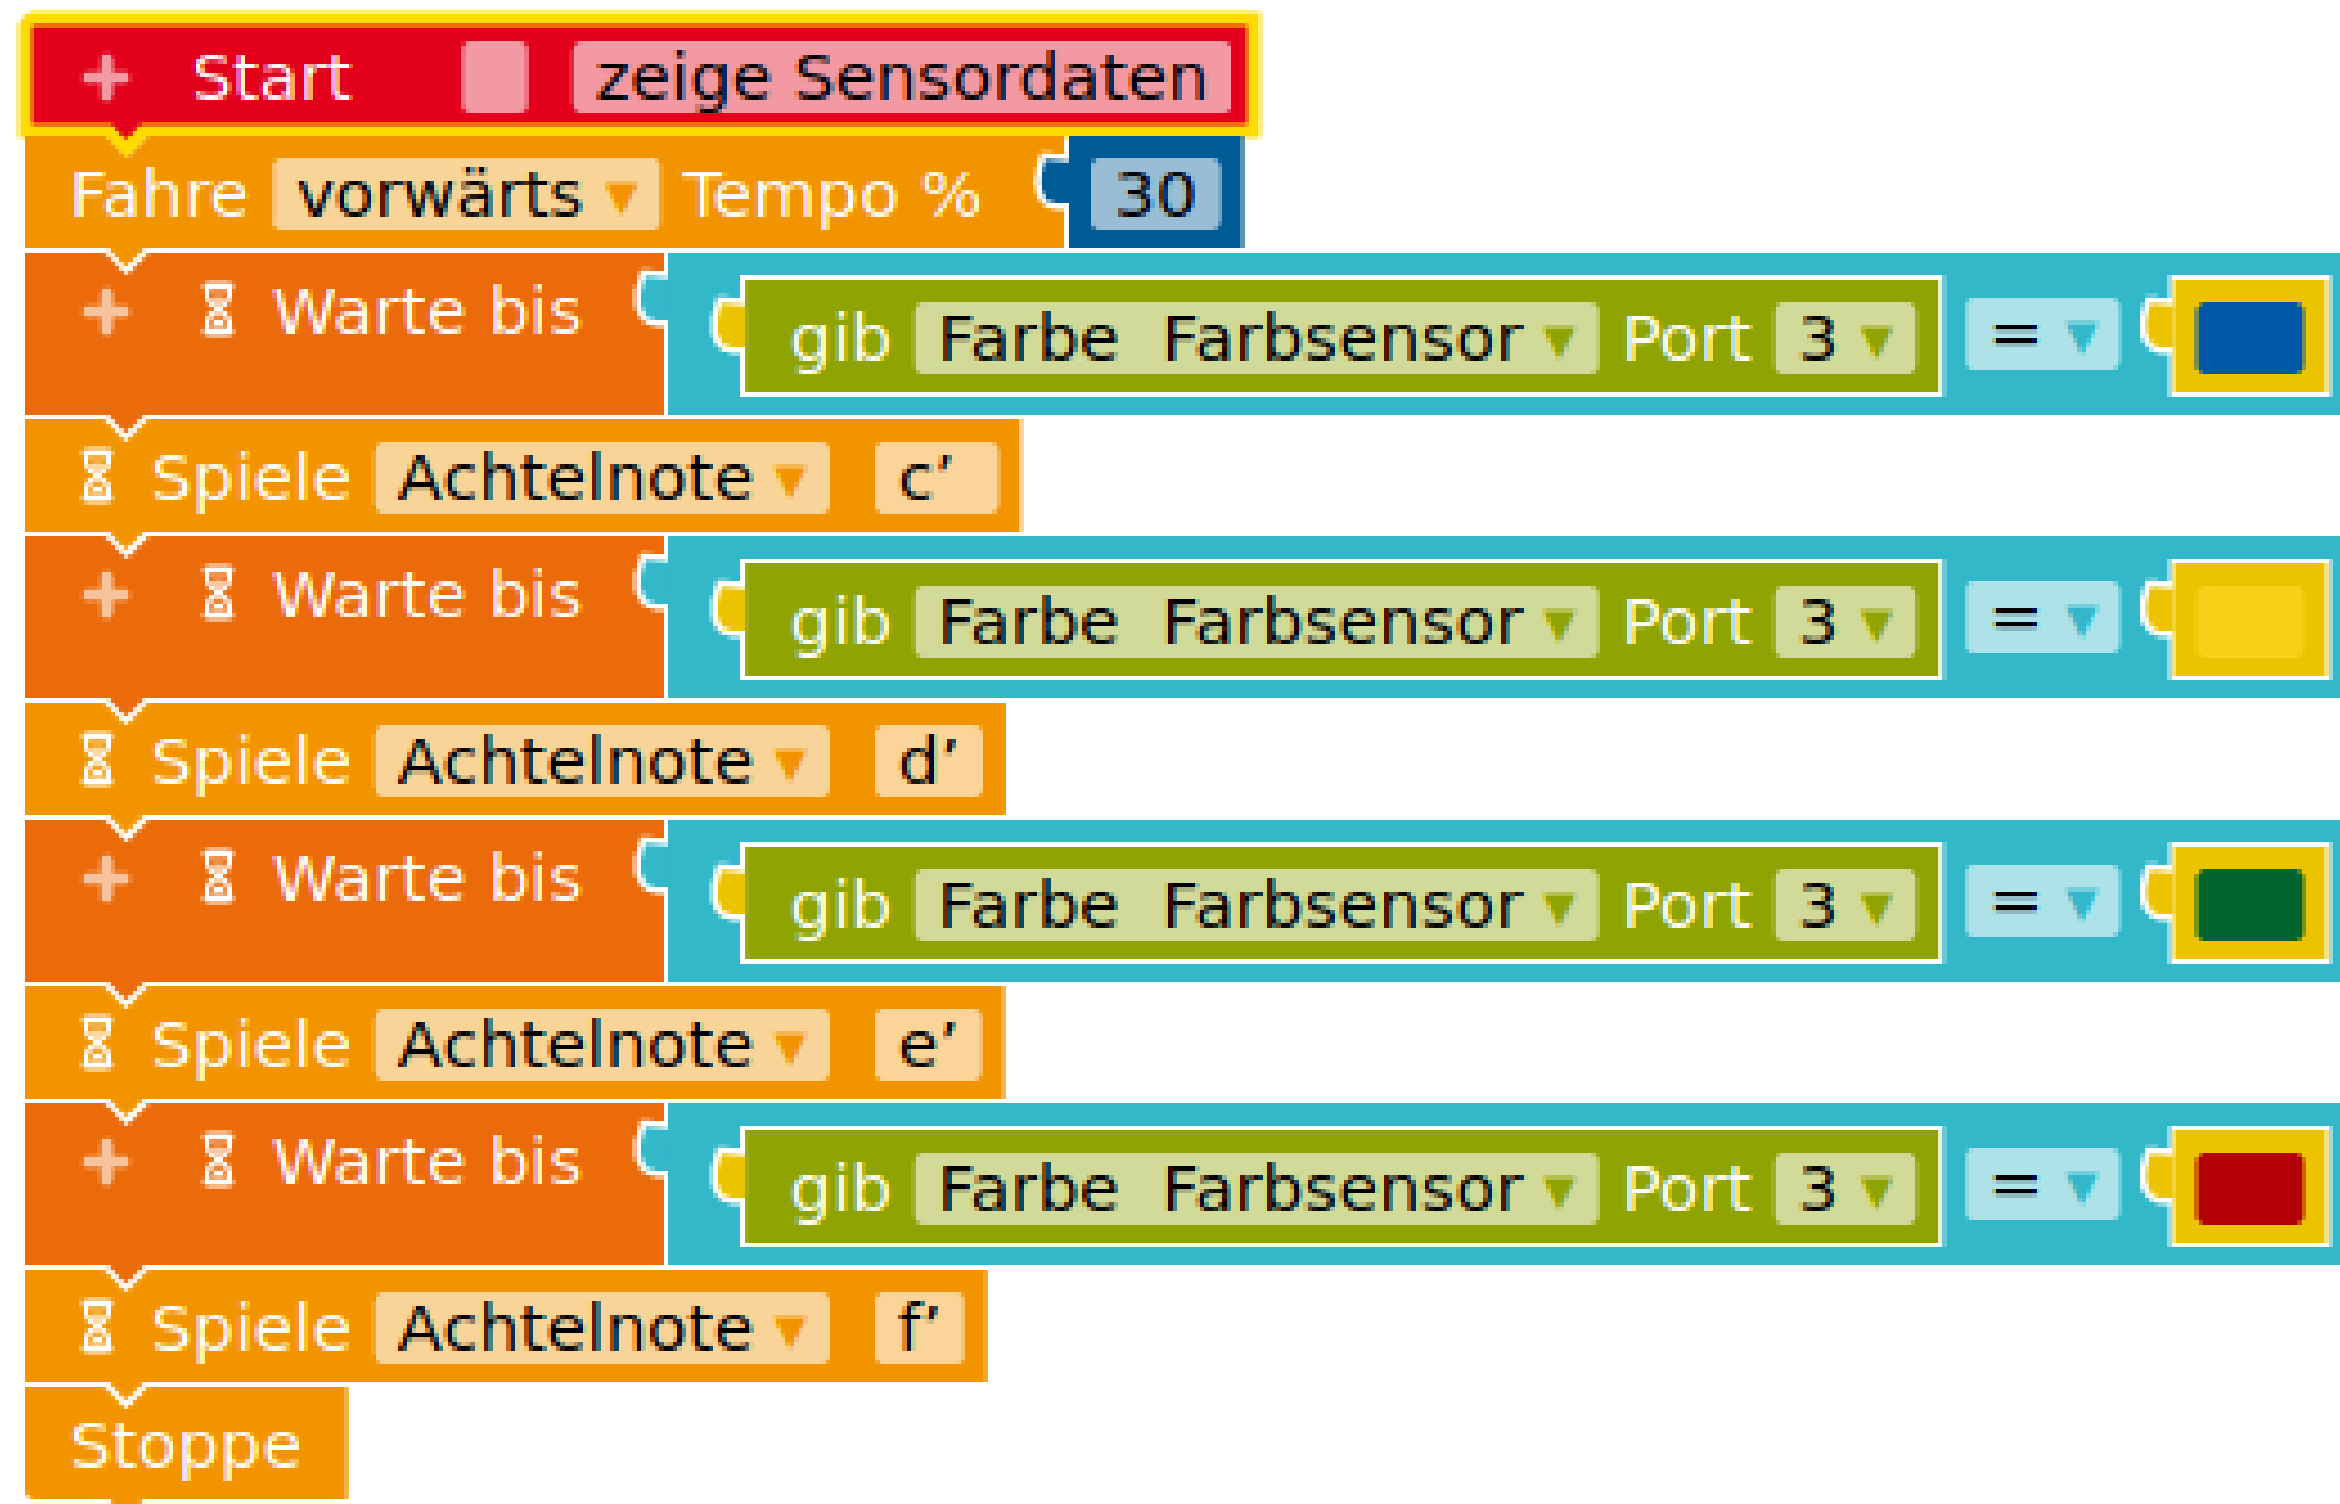 + Start zeige Sensordaten
Fahre vorwärts Tempo % 30
+ Warte bis gib Farbe Farbsensor Port 3 =
Spiele Achtelnote c’
+ Warte bis gib Farbe Farbsensor Port 3 =
Spiele Achtelnote d’
+ Warte bis gib Farbe Farbsensor Port 3 =
Spiele Achtelnote e’
+ Warte bis gib Farbe Farbsensor Port 3 =
Spiele Achtelnote f’
Stoppe